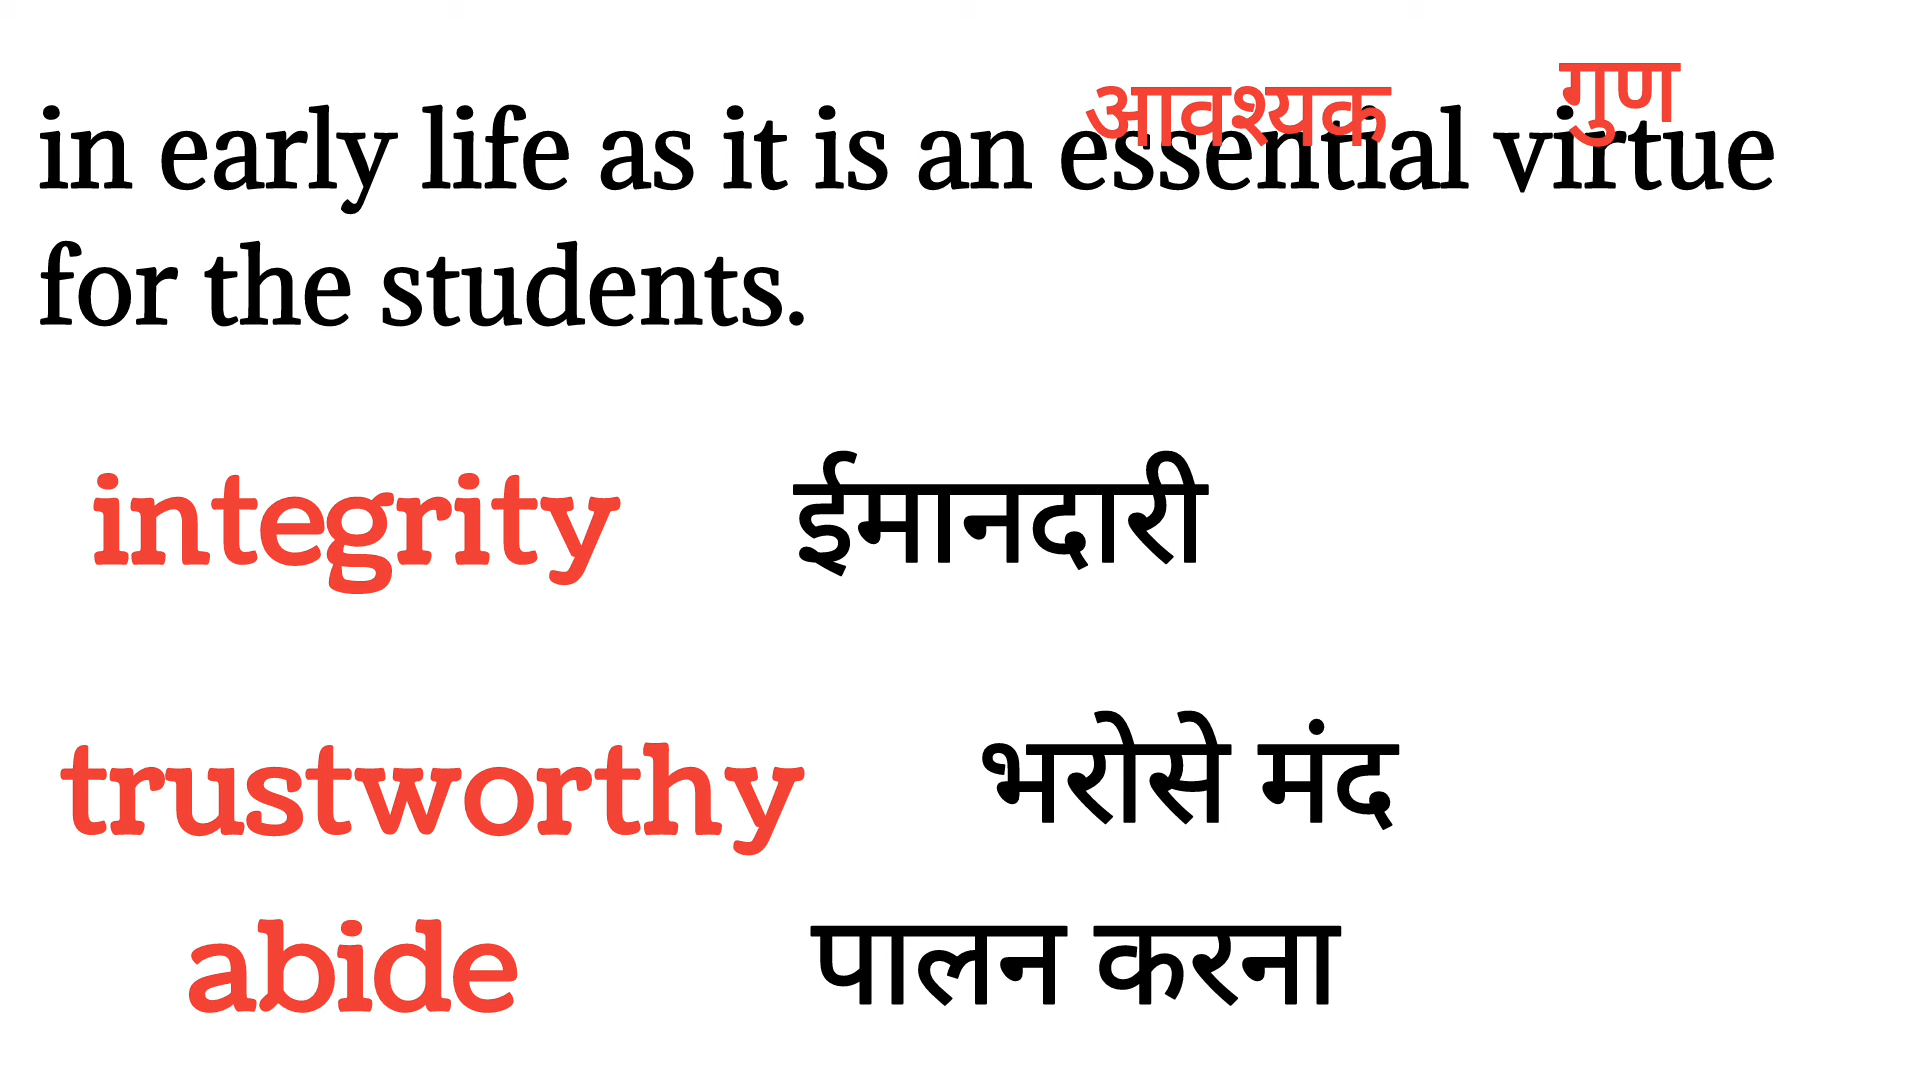 आवश्यक गुण
in early life as it is an essential virtue
for the students.
integrity ईमानदारी
trustworthy भरोसे मंद
abide पालन करना